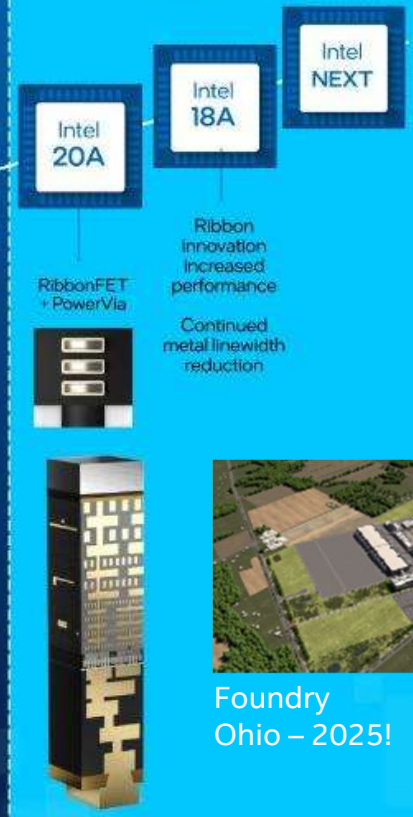 Intel
20A
Intel
18A
Intel
NEXT
RibbonFET
+ PowerVia
Ribbon
innovation
increased
performance
Continued
metal linewidth
reduction
Foundry
Ohio – 2025!